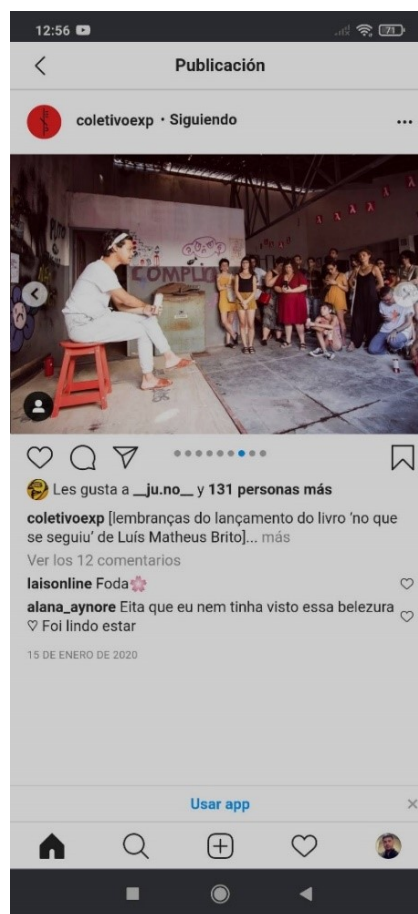 12:56
71
Publicación
coletivoexp • Siguiendo
COMPLIQ
Les gusta a __ju.no__ y 131 personas más
coletivoexp [lembranças do lançamento do livro 'no que
se seguiu' de Luís Matheus Brito]... más
Ver los 12 comentarios
laisonline Foda🌸
alana_aynore Eita que eu nem tinha visto essa belezura
♡ Foi lindo estar
15 DE ENERO DE 2020
Usar app